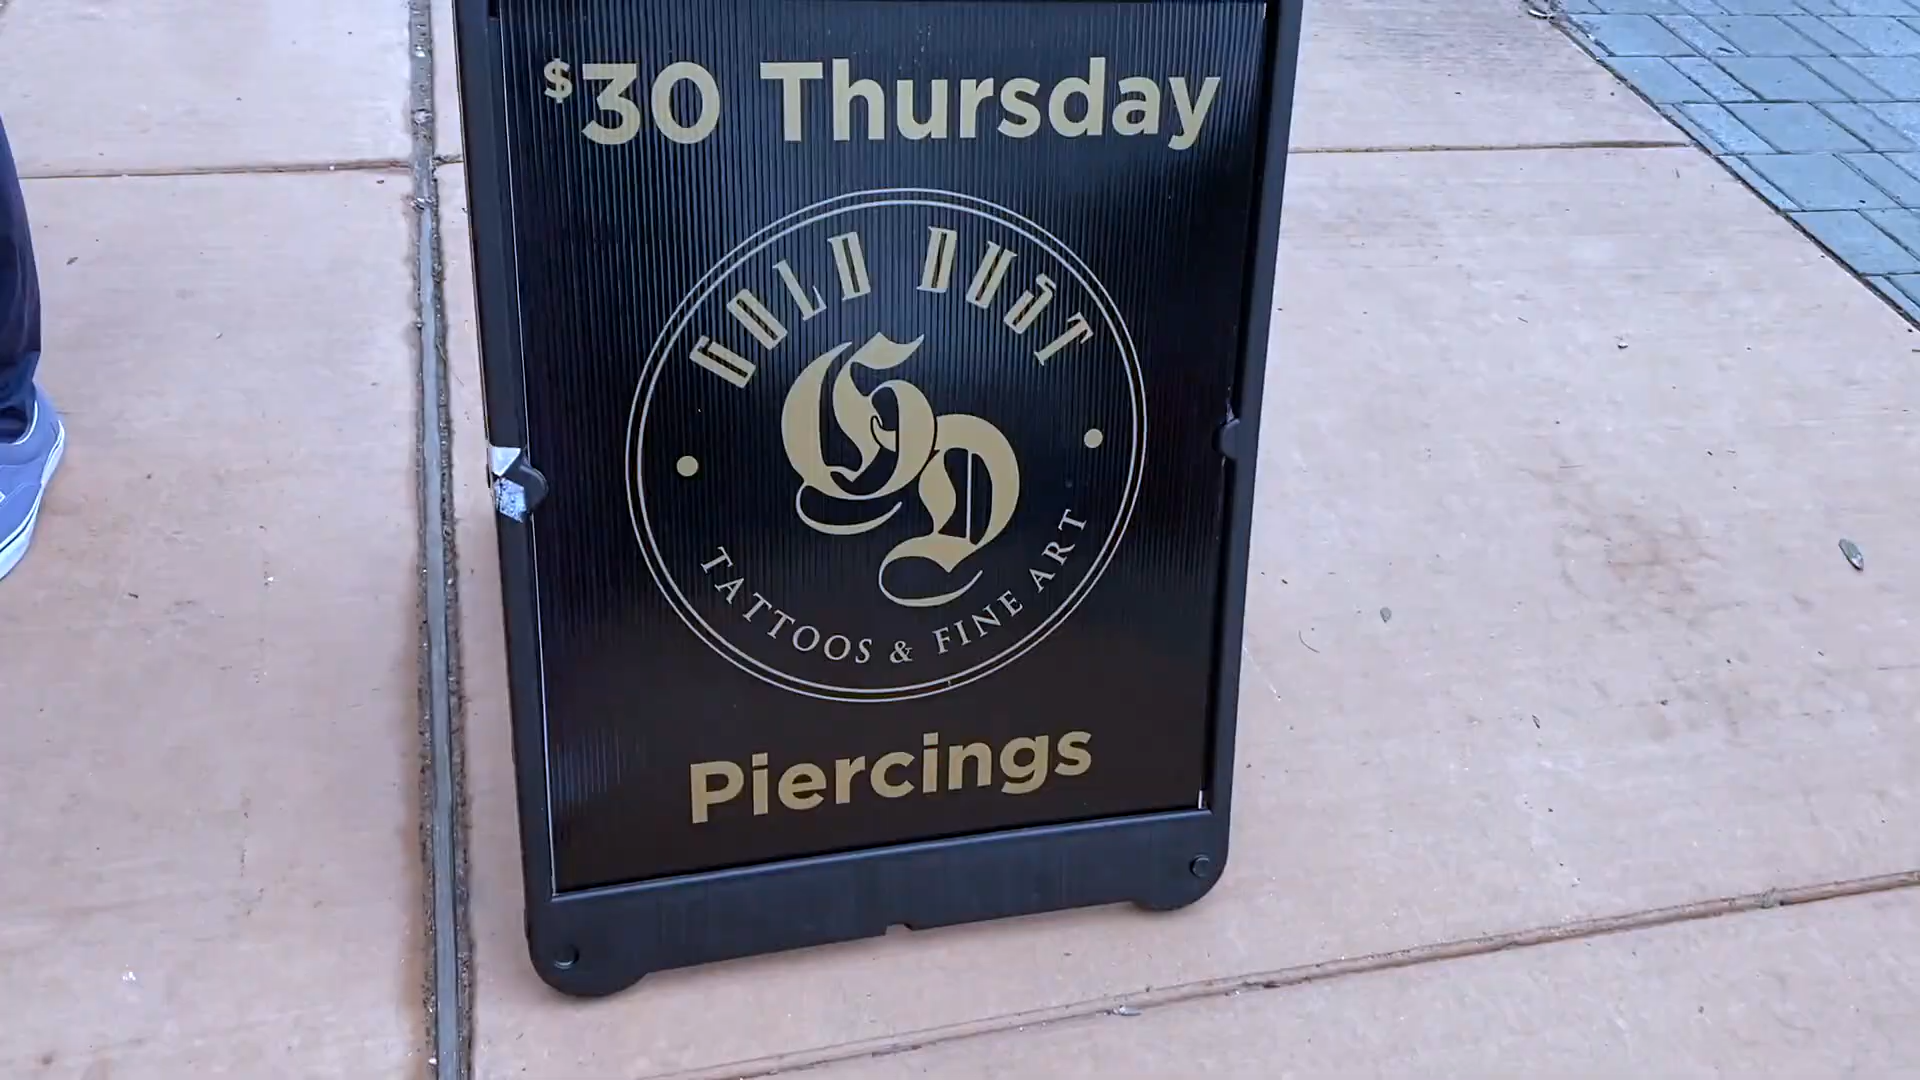 $30 Thursday
GOLD DUST
GD
TATTOOS & FINE ART
Piercings